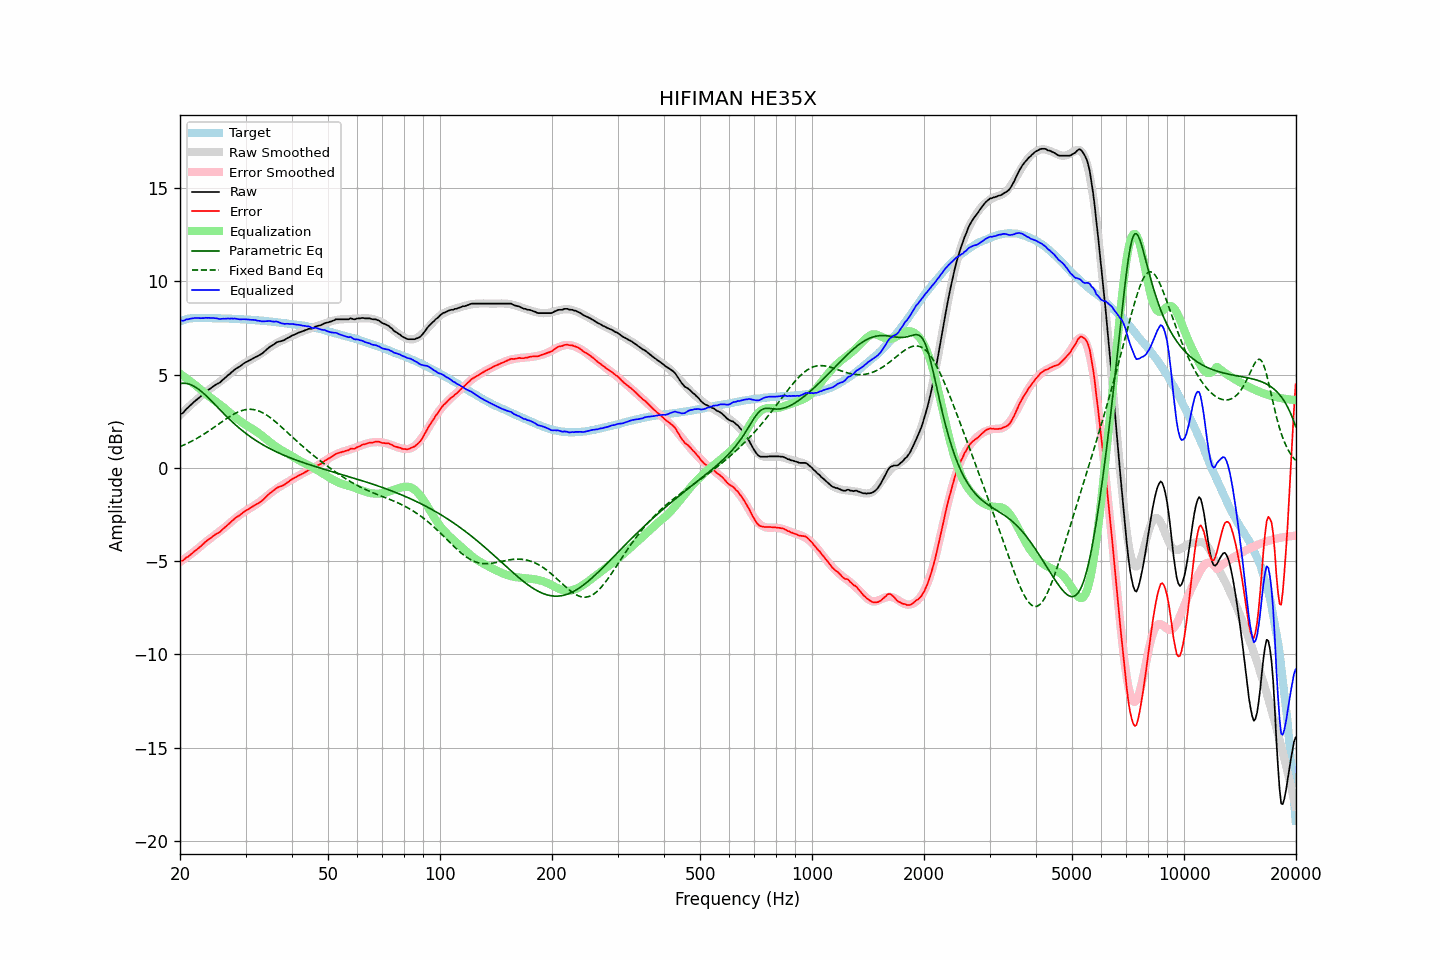 HIFIMAN HE35X
Target
Raw Smoothed
Error Smoothed
Raw
Error
Equalization
Parametric Eq
Fixed Band Eq
Equalized
Amplitude (dBr)
15
10
5
0
−5
−10
−15
−20
20 50 100 200 500 1000 2000 5000 10000 20000
Frequency (Hz)